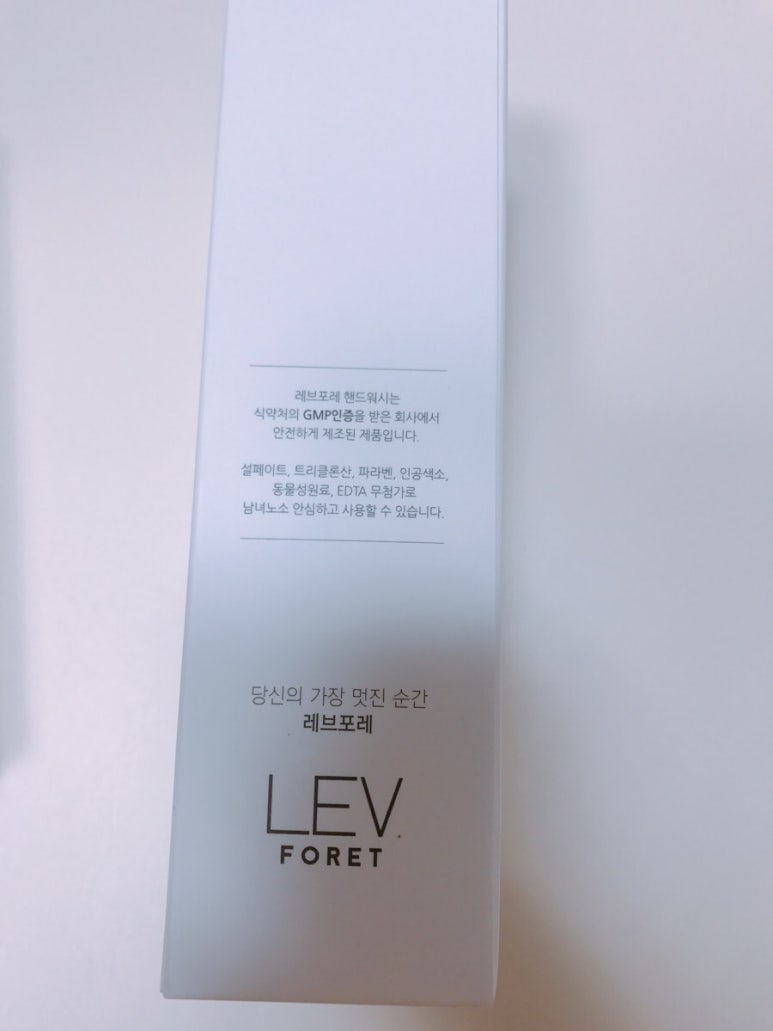 레브포레 핸드워시는
식약처의 GMP인증을 받은 회사에서
안전하게 제조된 제품입니다.
설페이트, 트리클론산, 파라벤, 인공색소,
동물성원료, EDTA 무첨가로
남녀노소 안심하고 사용할 수 있습니다.
당신의 가장 멋진 순간
레브포레
LEV.
FORET